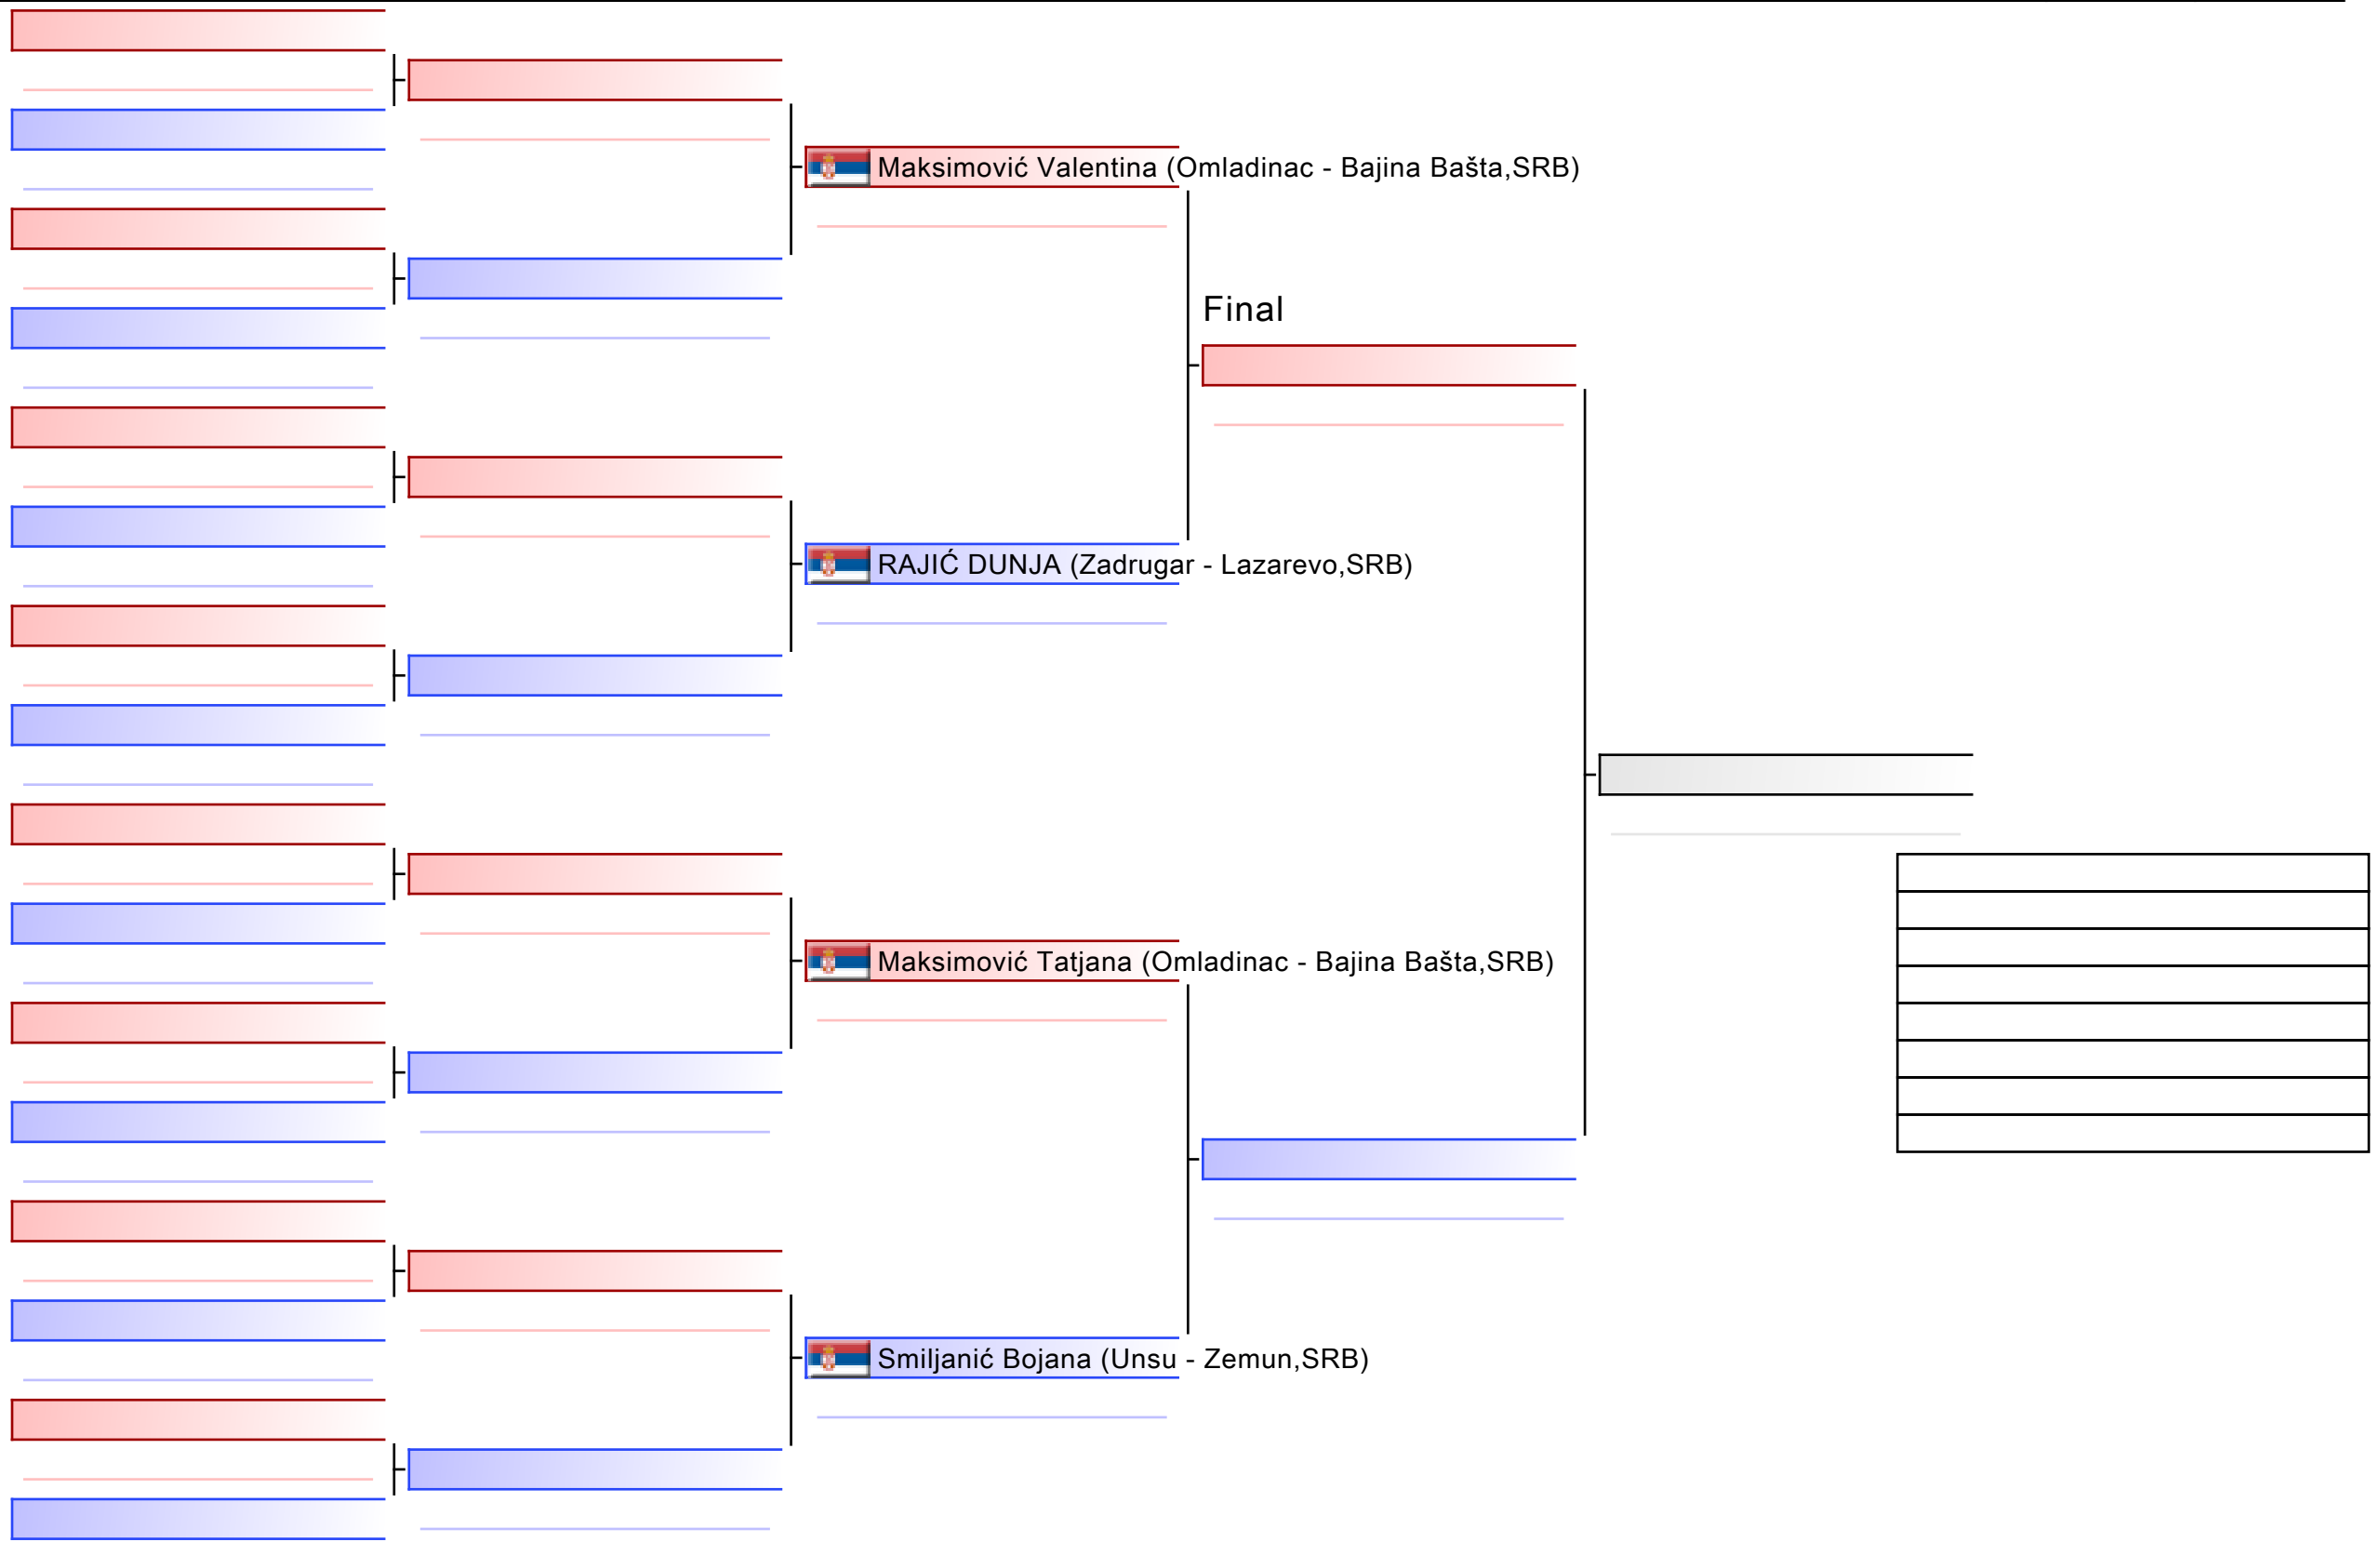 Maksimović Valentina (Omladinac - Bajina Bašta,SRB)
Final
RAJIĆ DUNJA (Zadrugar - Lazarevo,SRB)
Maksimović Tatjana (Omladinac - Bajina Bašta,SRB)
Smiljanić Bojana (Unsu - Zemun,SRB)